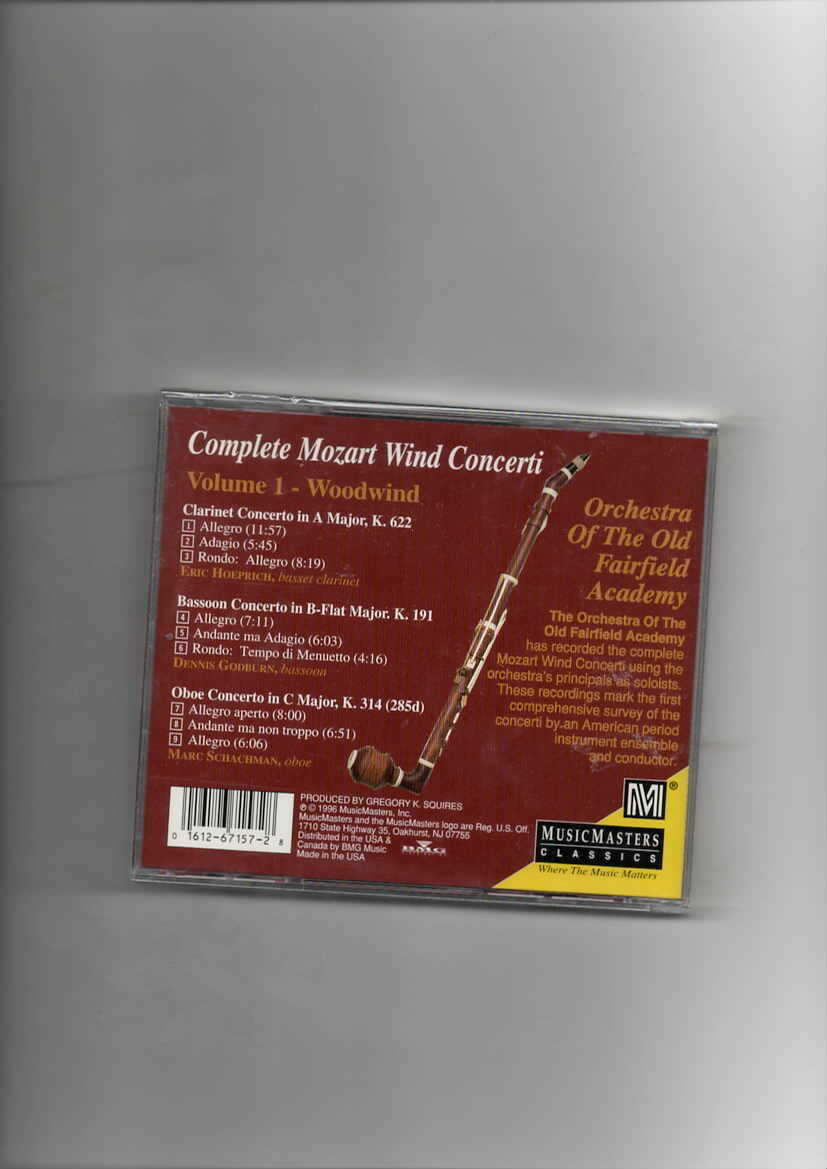 Complete Mozart Wind Concerti
Volume 1 - Woodwind
Clarinet Concerto in A Major, K. 622
1 Allegro (11:57)
2 Adagio (5:45)
3 Rondo: Allegro (8:19)
ERIC HOEPRICH, basset clarinet
Bassoon Concerto in B-Flat Major. K. 191
4 Allegro (7:11)
5 Andante ma Adagio (6:03)
6 Rondo: Tempo di Menuetto (4:16)
DENNIS GODBURN, bassoon
Oboe Concerto in C Major, K. 314 (285d)
7 Allegro aperto (8:00)
8 Andante ma non troppo (6:51)
9 Allegro (6:06)
MARC SCHACHMAN, oboe
Orchestra
Of The Old
Fairfield
Academy
The Orchestra Of The
Old Fairfield Academy
has recorded the complete
Mozart Wind Concerti using the
orchestra's principals as soloists.
These recordings mark the first
comprehensive survey of the
concerti by an American period
instrument ensemble
and conductor.
0 1612-67157-2 8
PRODUCED BY GREGORY K. SQUIRES
℗ © 1996 MusicMasters, Inc.
MusicMasters and the MusicMasters logo are Reg. U.S. Off.
1710 State Highway 35, Oakhurst, NJ 07755
Distributed in the USA &
Canada by BMG Music
Made in the USA
BMG
MM ®
MUSICMASTERS
CLASSICS
Where The Music Matters